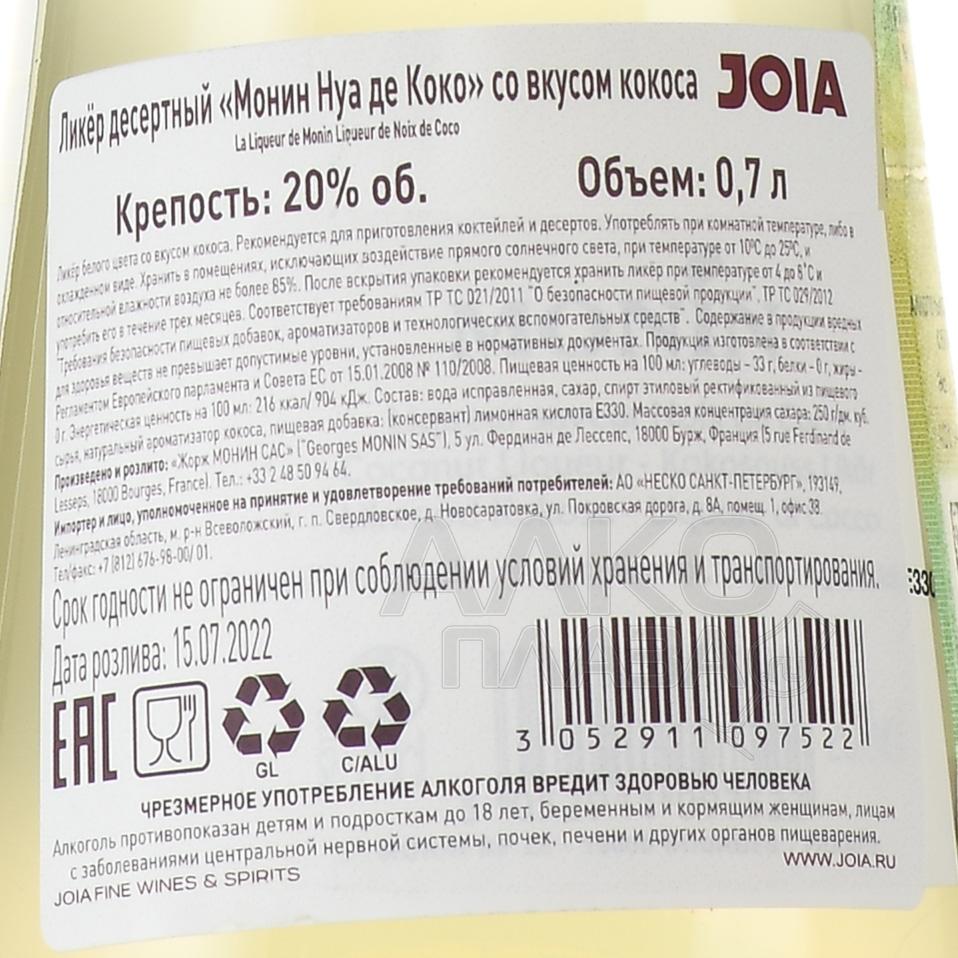 Ликёр десертный «Монин Нуа де Коко» со вкусом кокоса JOIA
La Liqueur de Monin Liqueur de Noix de Coco
Крепость: 20% об. Объем: 0,7 л
Ликёр белого цвета со вкусом кокоса. Рекомендуется для приготовления коктейлей и десертов. Употреблять при комнатной температуре, либо в
охлажденном виде. Хранить в помещениях, исключающих воздействие прямого солнечного света, при температуре от 10⁰С до 25⁰С, и
относительной влажности воздуха не более 85%. После вскрытия упаковки рекомендуется хранить ликёр при температуре от 4 до 8˚С и
употребить его в течение трех месяцев. Соответствует требованиям ТР ТС 021/2011 "О безопасности пищевой продукции", ТР ТС 029/2012
"Требования безопасности пищевых добавок, ароматизаторов и технологических вспомогательных средств". Содержание в продукции вредных
для здоровья веществ не превышает допустимые уровни, установленные в нормативных документах. Продукция изготовлена в соответствии с
Регламентом Европейского парламента и Совета ЕС от 15.01.2008 № 110/2008. Пищевая ценность на 100 мл: углеводы – 33 г, белки – 0 г, жиры -
0 г. Энергетическая ценность на 100 мл: 216 ккал/ 904 кДж. Состав: вода исправленная, сахар, спирт этиловый ректификованный из пищевого
сырья, натуральный ароматизатор кокоса, пищевая добавка: (консервант) лимонная кислота Е330. Массовая концентрация сахара: 250 г/дм. куб.
Произведено и розлито: «Жорж МОНИН САС» ("Georges MONIN SAS"), 5 ул. Фердинан де Лессепс, 18000 Бурж, Франция (5 rue Ferdinand de
Lesseps, 18000 Bourges, France). Тел.: +33 2 48 50 94 64.
Импортер и лицо, уполномоченное на принятие и удовлетворение требований потребителей: АО «НЕСКО САНКТ-ПЕТЕРБУРГ», 193149,
Ленинградская область, м. р-н Всеволожский, г. п. Свердловское, д. Новосаратовка, ул. Покровская дорога, д. 8А, помещ. 1, офис 38.
Тел/факс: +7 (812) 676-98-00/ 01.
Срок годности не ограничен при соблюдении условий хранения и транспортирования.
E330
Дата розлива: 15.07.2022
АЛКО
ПЛАЗА
EAC
GL
C/ALU
3 052911 097522
ЧРЕЗМЕРНОЕ УПОТРЕБЛЕНИЕ АЛКОГОЛЯ ВРЕДИТ ЗДОРОВЬЮ ЧЕЛОВЕКА
Алкоголь противопоказан детям и подросткам до 18 лет, беременным и кормящим женщинам, лицам
с заболеваниями центральной нервной системы, почек, печени и других органов пищеварения.
WWW.JOIA.RU
JOIA FINE WINES & SPIRITS